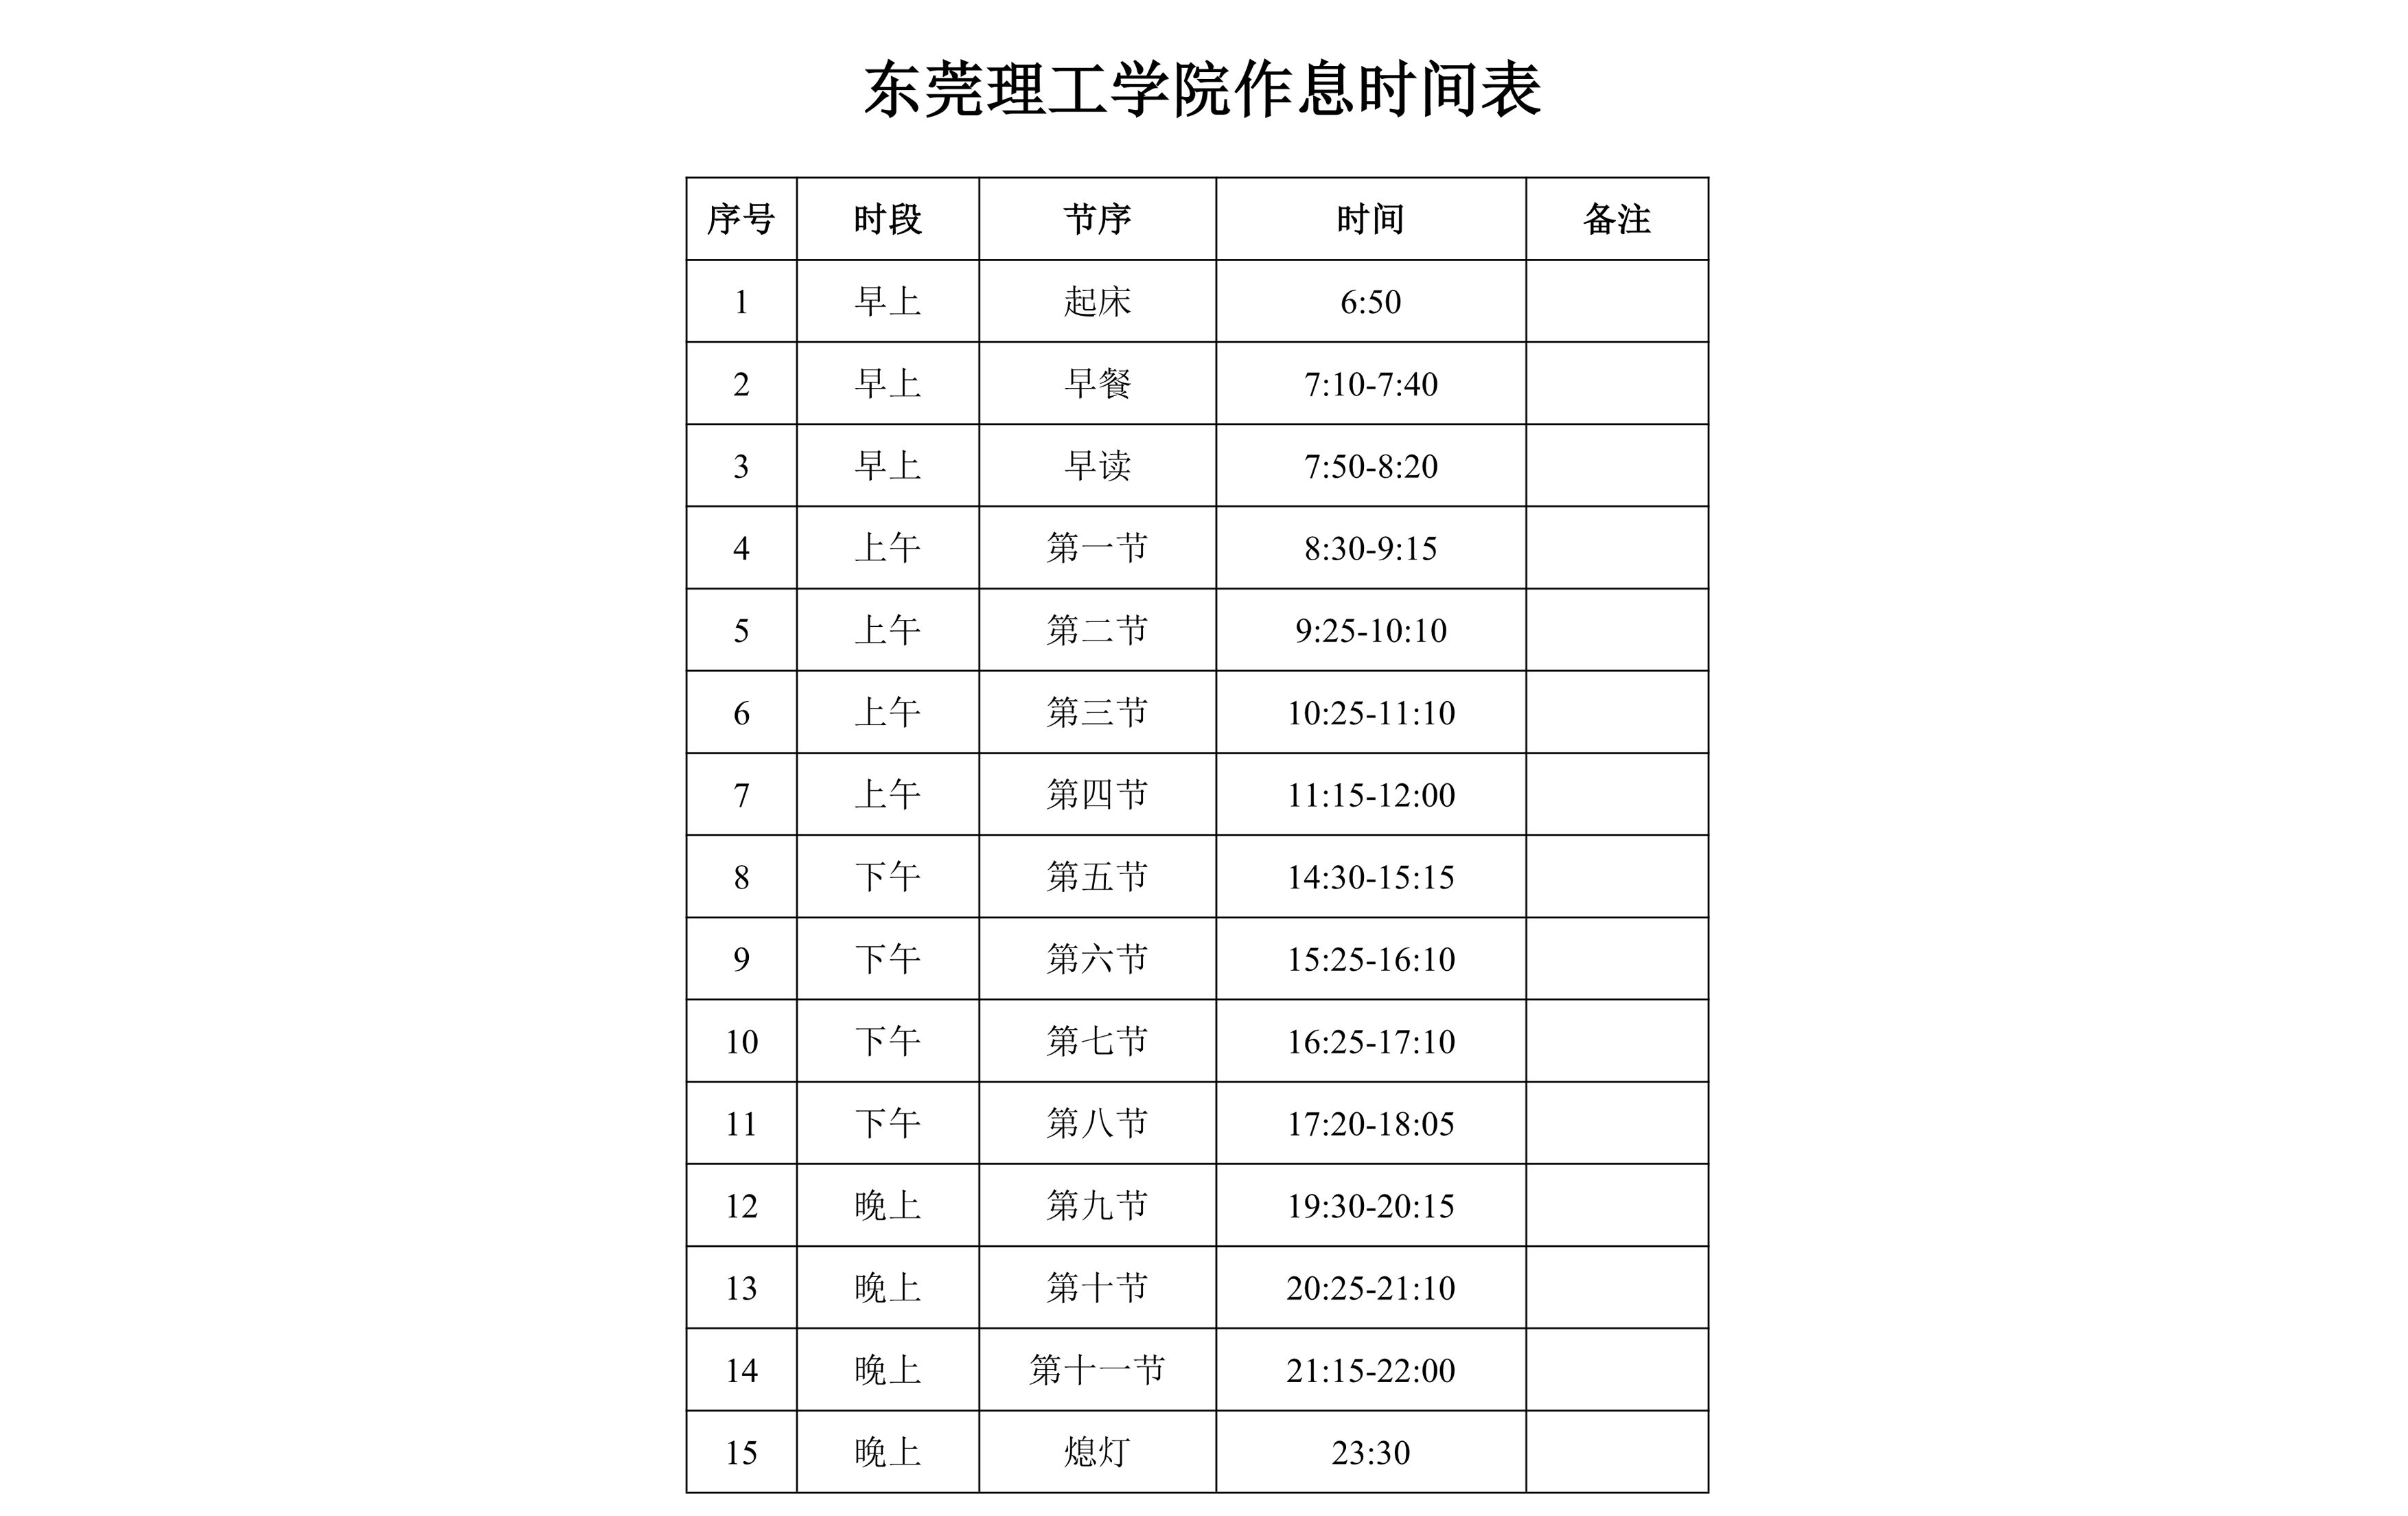 东莞理工学院作息时间表
序号 时段 节序 时间 备注
1 早上 起床 6:50
2 早上 早餐 7:10-7:40
3 早上 早读 7:50-8:20
4 上午 第一节 8:30-9:15
5 上午 第二节 9:25-10:10
6 上午 第三节 10:25-11:10
7 上午 第四节 11:15-12:00
8 下午 第五节 14:30-15:15
9 下午 第六节 15:25-16:10
10 下午 第七节 16:25-17:10
11 下午 第八节 17:20-18:05
12 晚上 第九节 19:30-20:15
13 晚上 第十节 20:25-21:10
14 晚上 第十一节 21:15-22:00
15 晚上 熄灯 23:30